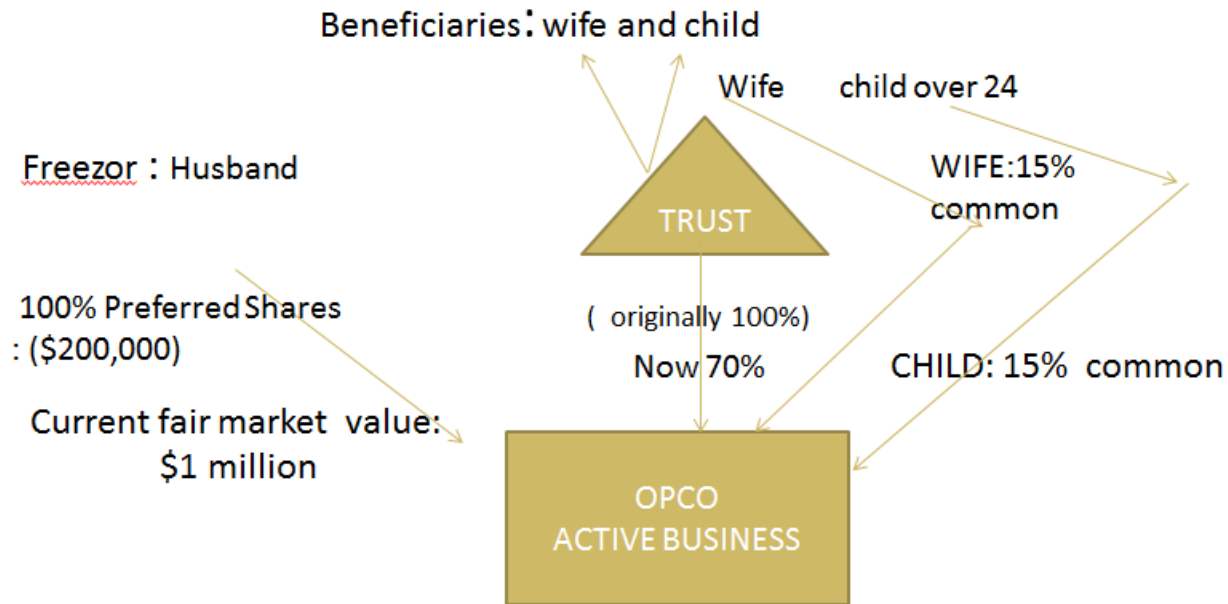 Beneficiaries: wife and child
Wife child over 24
Freezor : Husband
WIFE:15%
common
TRUST
100% Preferred Shares
: ($200,000)
( originally 100%)
Now 70%
CHILD: 15% common
Current fair market value:
$1 million
OPCO
ACTIVE BUSINESS